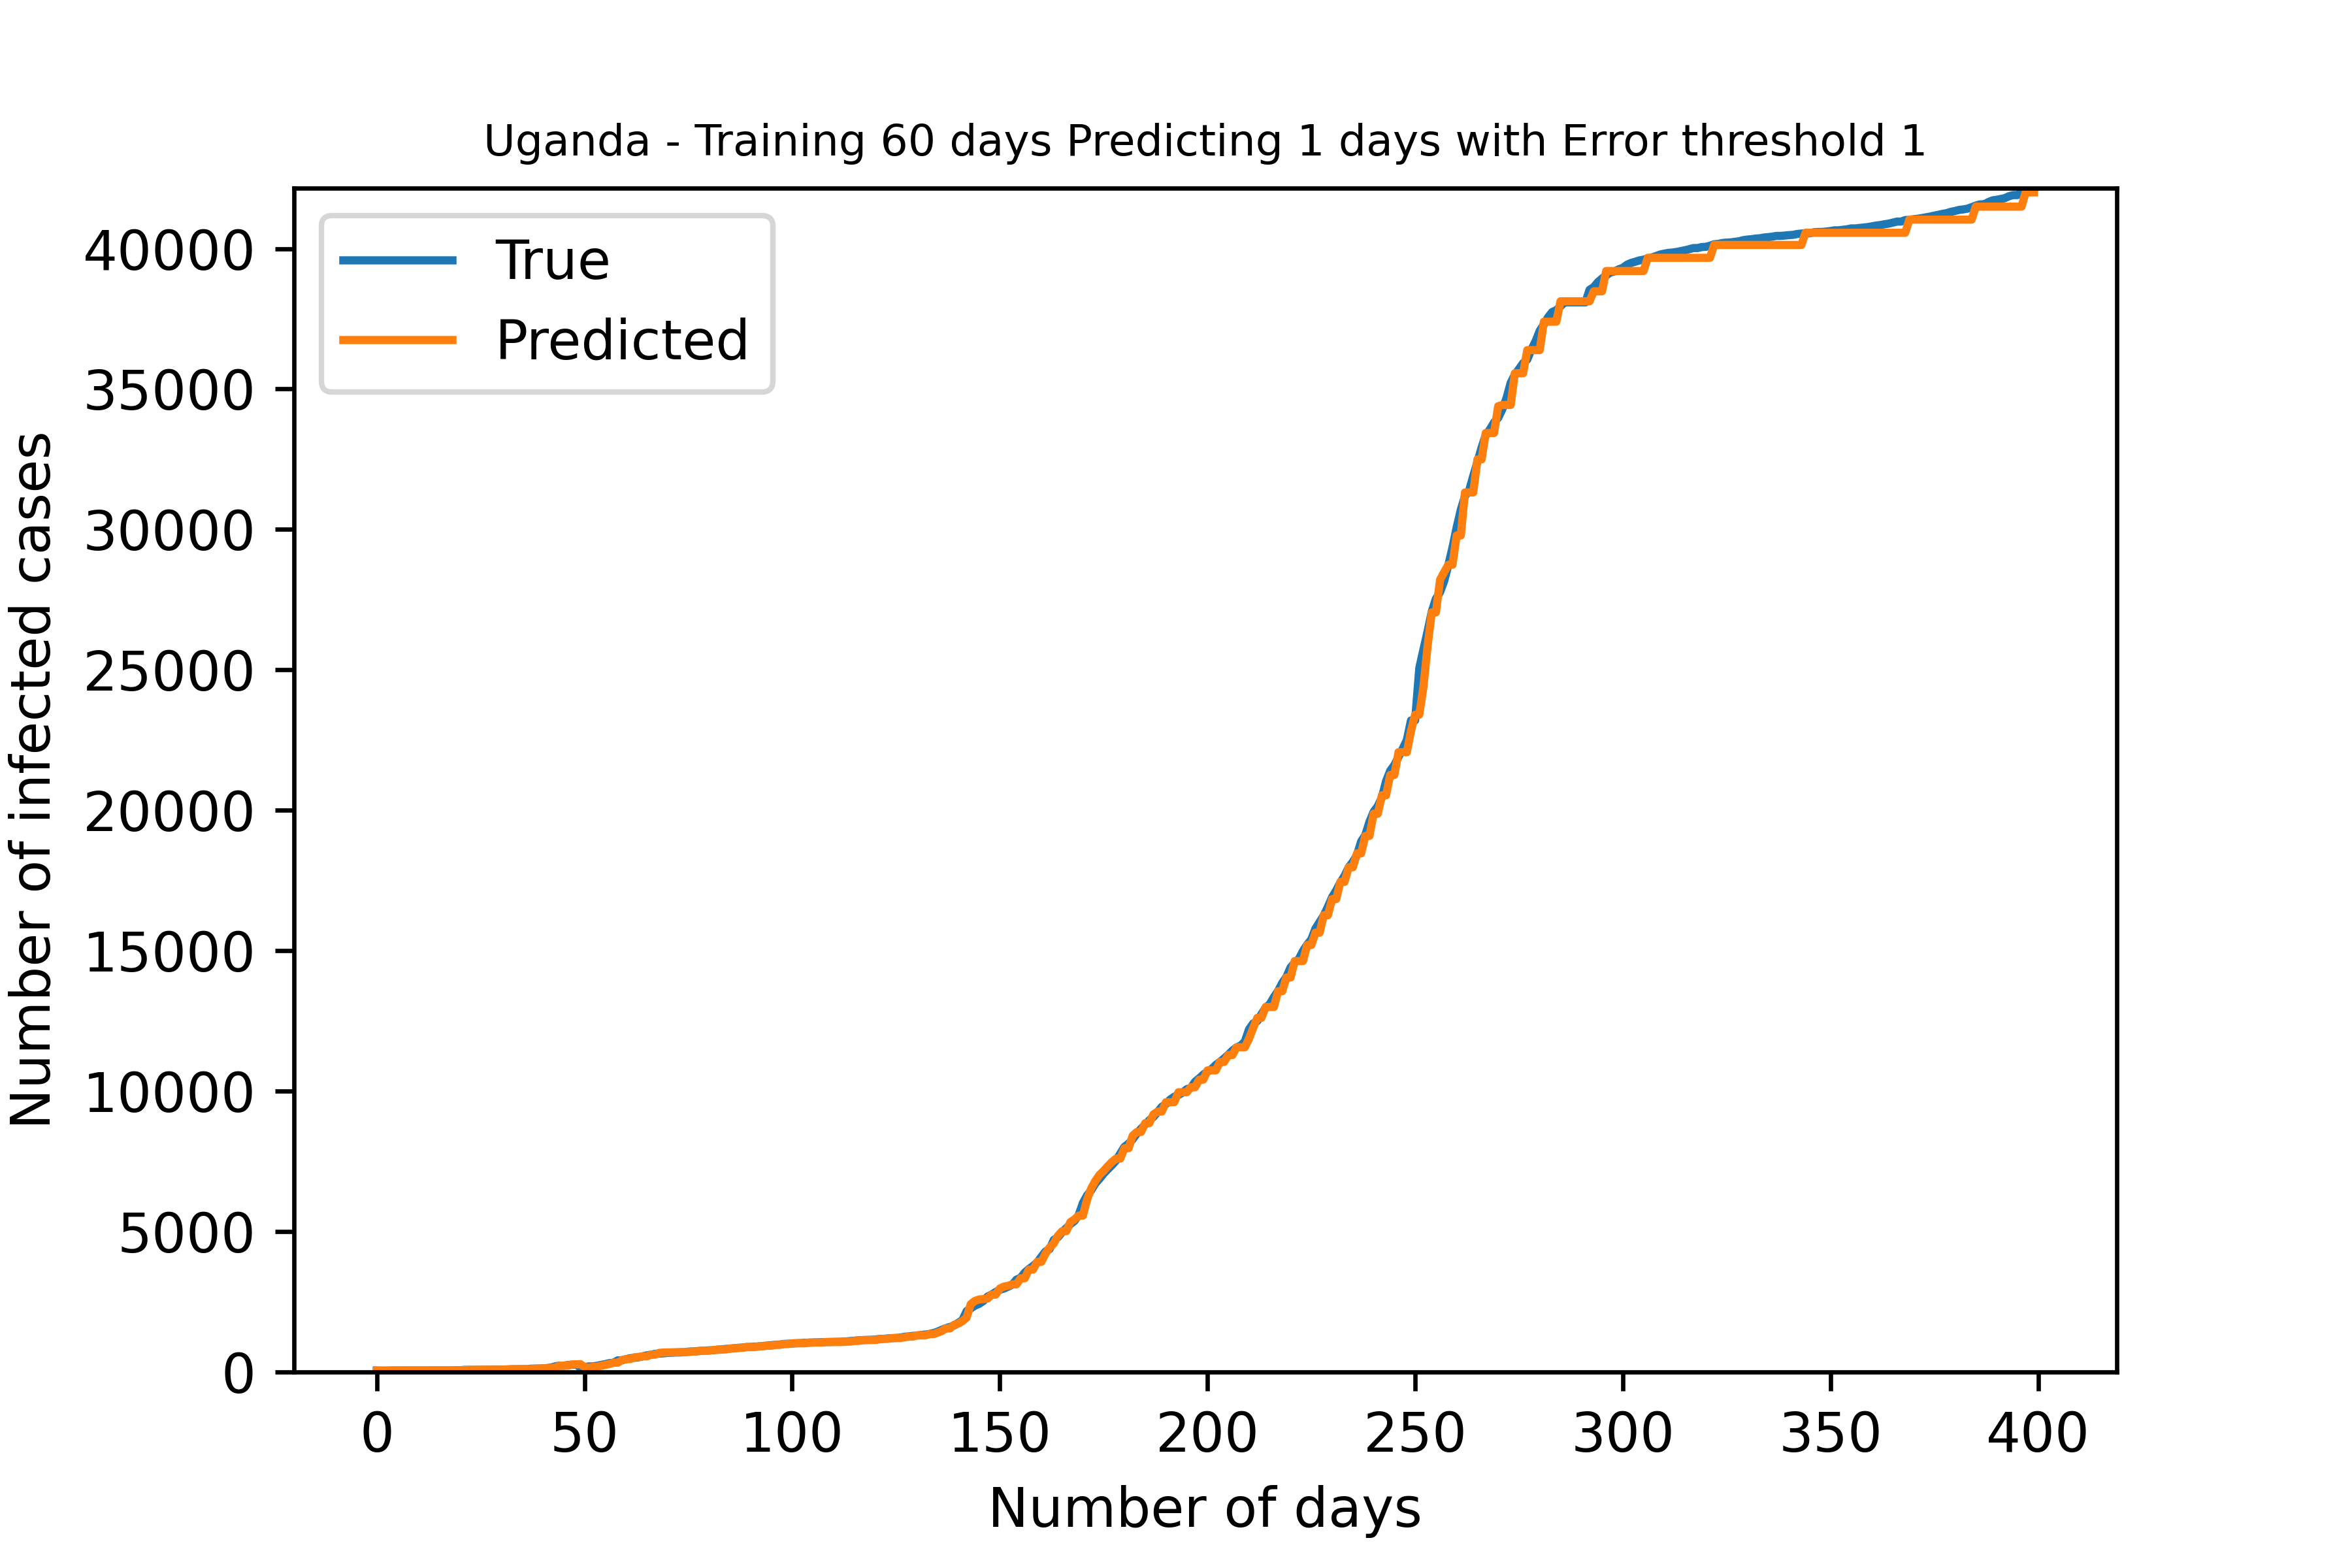 Uganda - Training 60 days Predicting 1 days with Error threshold 1
True
Predicted
Number of infected cases
40000
35000
30000
25000
20000
15000
10000
5000
0
0 50 100 150 200 250 300 350 400
Number of days